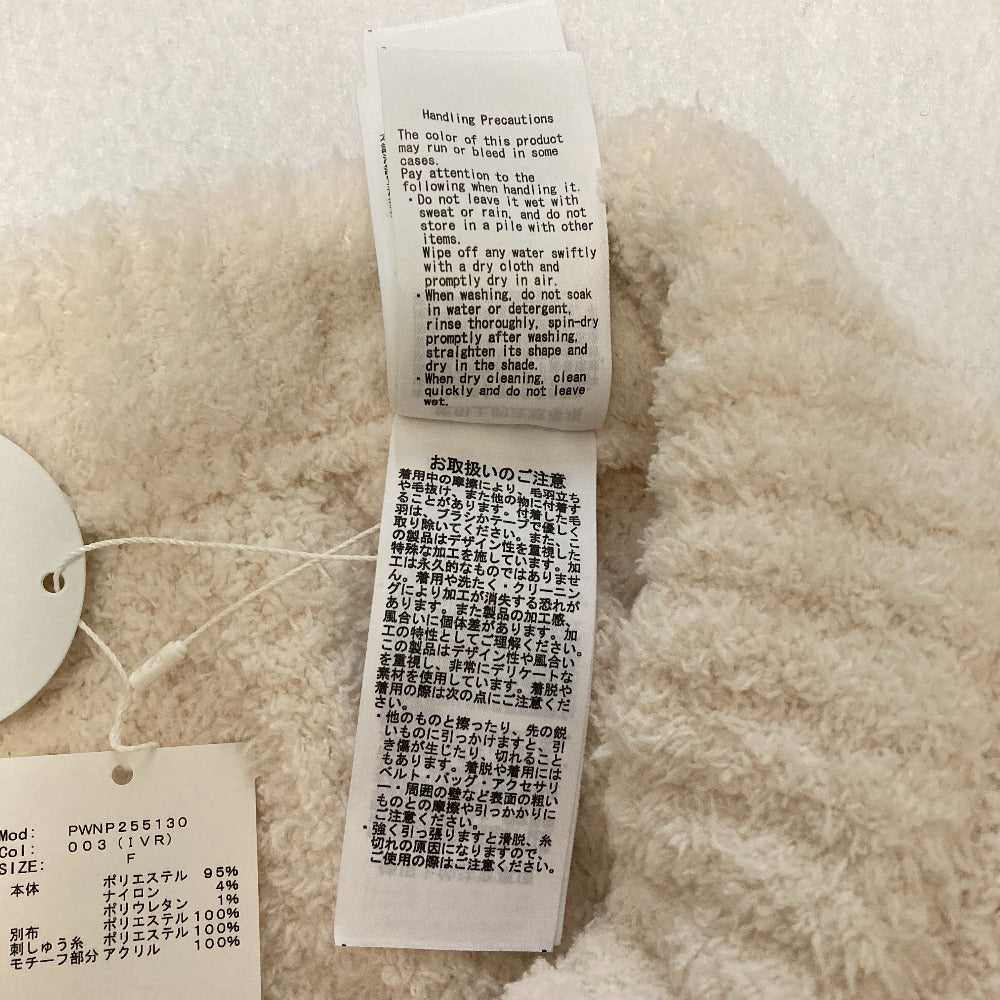 Handling Precautions
The color of this product
may run or bleed in some
cases.
Pay attention to the
following when handling it.
・Do not leave it wet with
sweat or rain, and do not
store in a pile with other
items.
Wipe off any water swiftly
with a dry cloth and
promptly dry in air.
・When washing, do not soak
in water or detergent,
rinse thoroughly, spin-dry
promptly after washing,
straighten its shape and
dry in the shade.
・When dry cleaning, clean
quickly and do not leave
wet.
お取扱いのご注意
着用中の摩擦により、毛羽立ち
や毛抜け、また他の物に付着す
ることがあります。付着した毛
羽は、ブラシかテープで優しく
取り除いてください。また、こ
の製品はデザイン性を重視した
特殊な加工を施しています。加
工は永久的なものではありませ
ん。着用や洗たく・クリーニン
グにより加工が消失する恐れが
あります。また製品の加工感、
風合いに個体差があります。加
工の特性としてご理解ください。
この製品はデザイン性や風合い
を重視し、非常にデリケートな
素材を使用しています。着脱や
着用の際は次の点にご注意くだ
さい。
・他のものと擦ったり、先の鋭
いものに引っかけますと、引
き傷が生じたり、切れること
もあります。着脱や着用には
ベルト・バッグ・アクセサリ
ー・周囲の壁など表面の粗い
ものとの摩擦や引っかかりに
ご注意ください。
・強く引っ張りますと滑脱、糸
切れの原因になりますので、
ご使用の際はご注意ください。
Mod: PWNP255130
Col: 003(IVR)
SIZE: F
本体 ポリエステル 95%
ナイロン 4%
ポリウレタン 1%
別布 ポリエステル 100%
刺しゅう糸 ポリエステル 100%
モチーフ部分 アクリル 100%